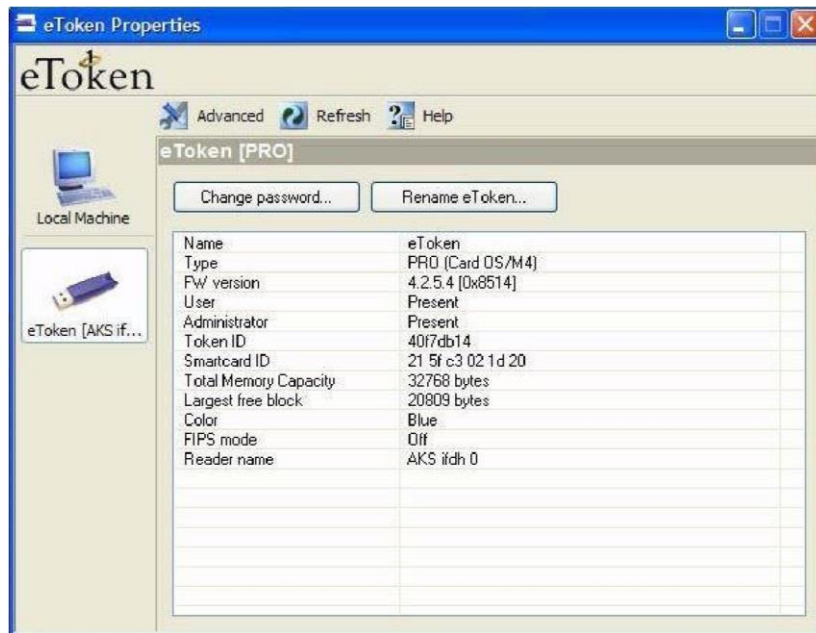 eToken Properties
eToken
Advanced Refresh Help
eToken [PRO]
Change password... Rename eToken...
Local Machine
eToken [AKS if...
Name eToken
Type PRO (Card OS/M4)
FW version 4.2.5.4 [0x8514]
User Present
Administrator Present
Token ID 40f7db14
Smartcard ID 21 5f c3 02 1d 20
Total Memory Capacity 32768 bytes
Largest free block 20809 bytes
Color Blue
FIPS mode Off
Reader name AKS ifdh 0